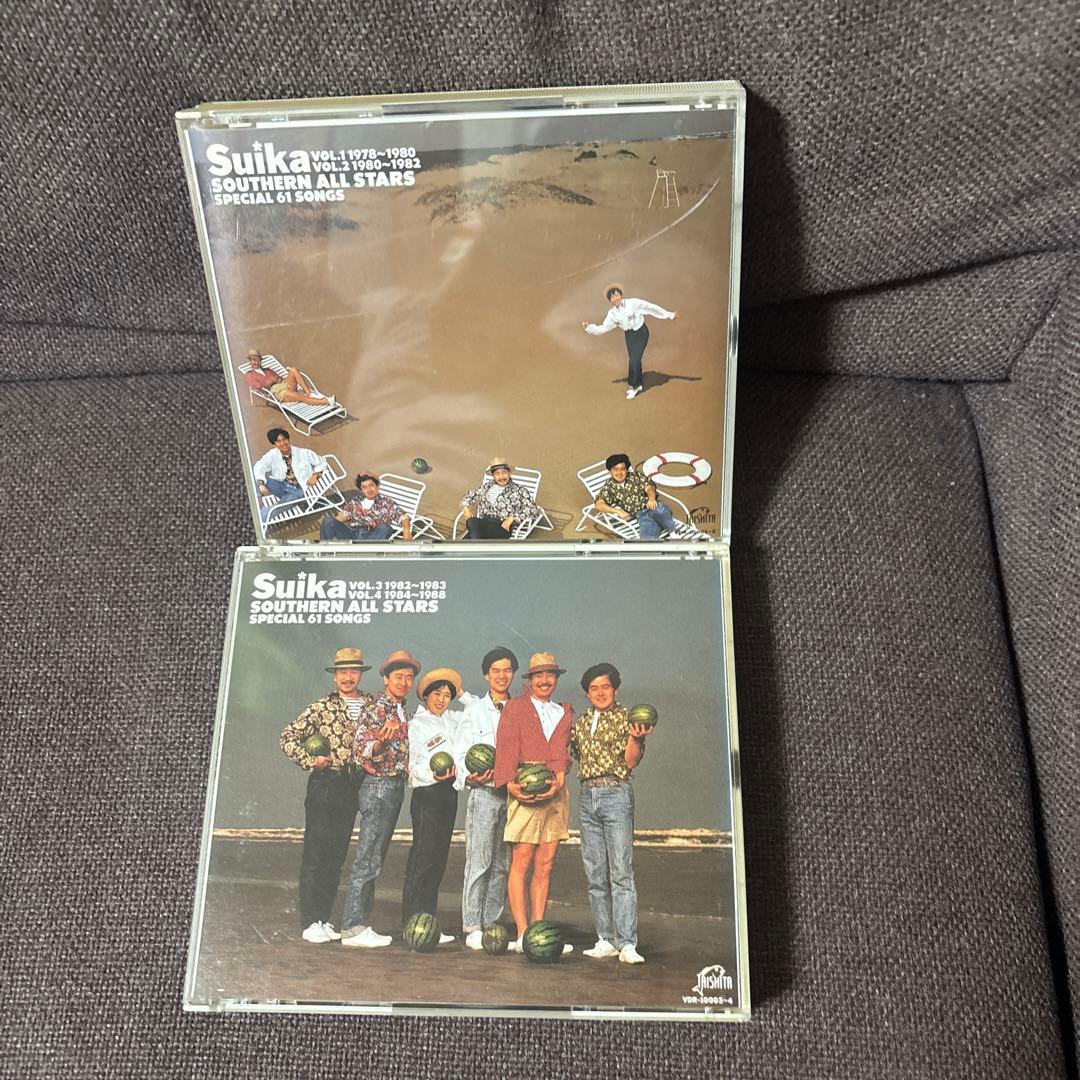 Suika VOL.1 1978~1980
VOL.2 1980~1982
SOUTHERN ALL STARS
SPECIAL 61 SONGS
TAISHITA
Suika VOL.3 1982~1983
VOL.4 1984~1988
SOUTHERN ALL STARS
SPECIAL 61 SONGS
TAISHITA
VDR-10003~4